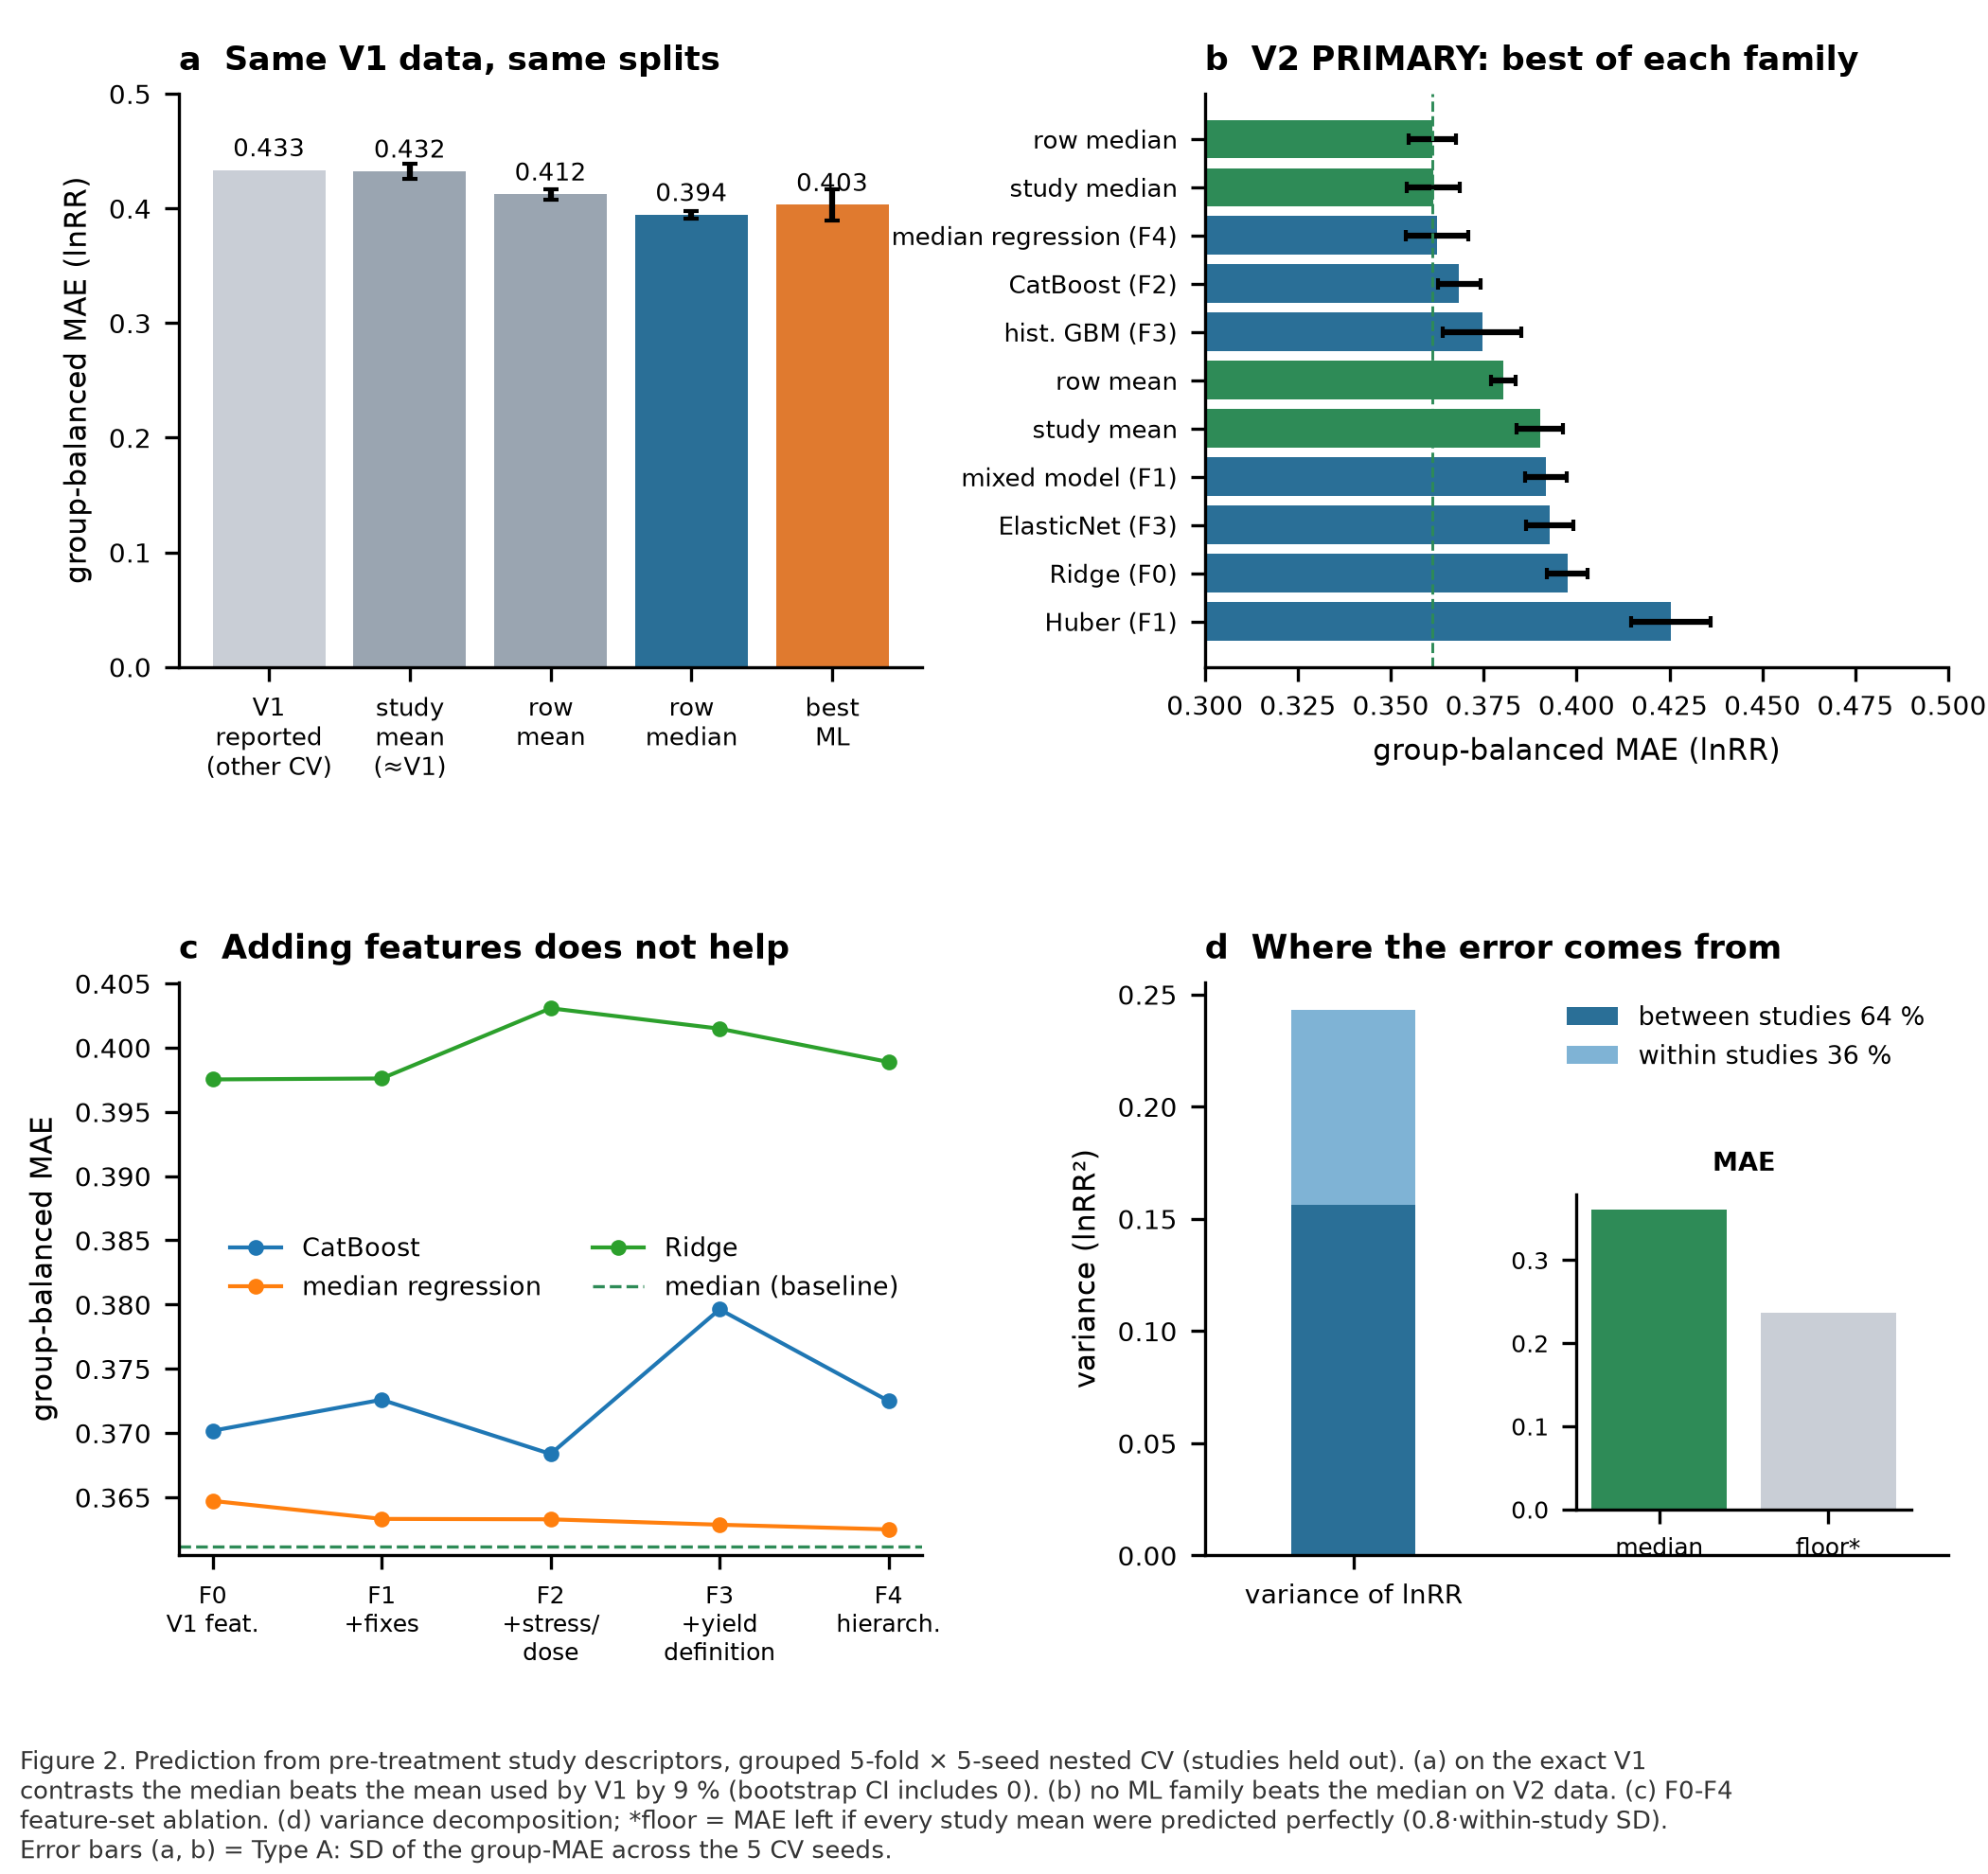 a Same V1 data, same splits
group-balanced MAE (lnRR)
0.5
0.4
0.3
0.2
0.1
0.0
0.433
0.432
0.412
0.394
0.403
V1
reported
(other CV)
study
mean
(≈V1)
row
mean
row
median
best
ML
b V2 PRIMARY: best of each family
row median
study median
median regression (F4)
CatBoost (F2)
hist. GBM (F3)
row mean
study mean
mixed model (F1)
ElasticNet (F3)
Ridge (F0)
Huber (F1)
0.300 0.325 0.350 0.375 0.400 0.425 0.450 0.475 0.500
group-balanced MAE (lnRR)
c Adding features does not help
group-balanced MAE
0.405
0.400
0.395
0.390
0.385
0.380
0.375
0.370
0.365
CatBoost
median regression
Ridge
median (baseline)
F0
V1 feat.
F1
+fixes
F2
+stress/
dose
F3
+yield
definition
F4
hierarch.
d Where the error comes from
variance (lnRR²)
0.25
0.20
0.15
0.10
0.05
0.00
between studies 64 %
within studies 36 %
MAE
0.3
0.2
0.1
0.0
median
floor*
variance of lnRR
Figure 2. Prediction from pre-treatment study descriptors, grouped 5-fold × 5-seed nested CV (studies held out). (a) on the exact V1
contrasts the median beats the mean used by V1 by 9 % (bootstrap CI includes 0). (b) no ML family beats the median on V2 data. (c) F0-F4
feature-set ablation. (d) variance decomposition; *floor = MAE left if every study mean were predicted perfectly (0.8·within-study SD).
Error bars (a, b) = Type A: SD of the group-MAE across the 5 CV seeds.